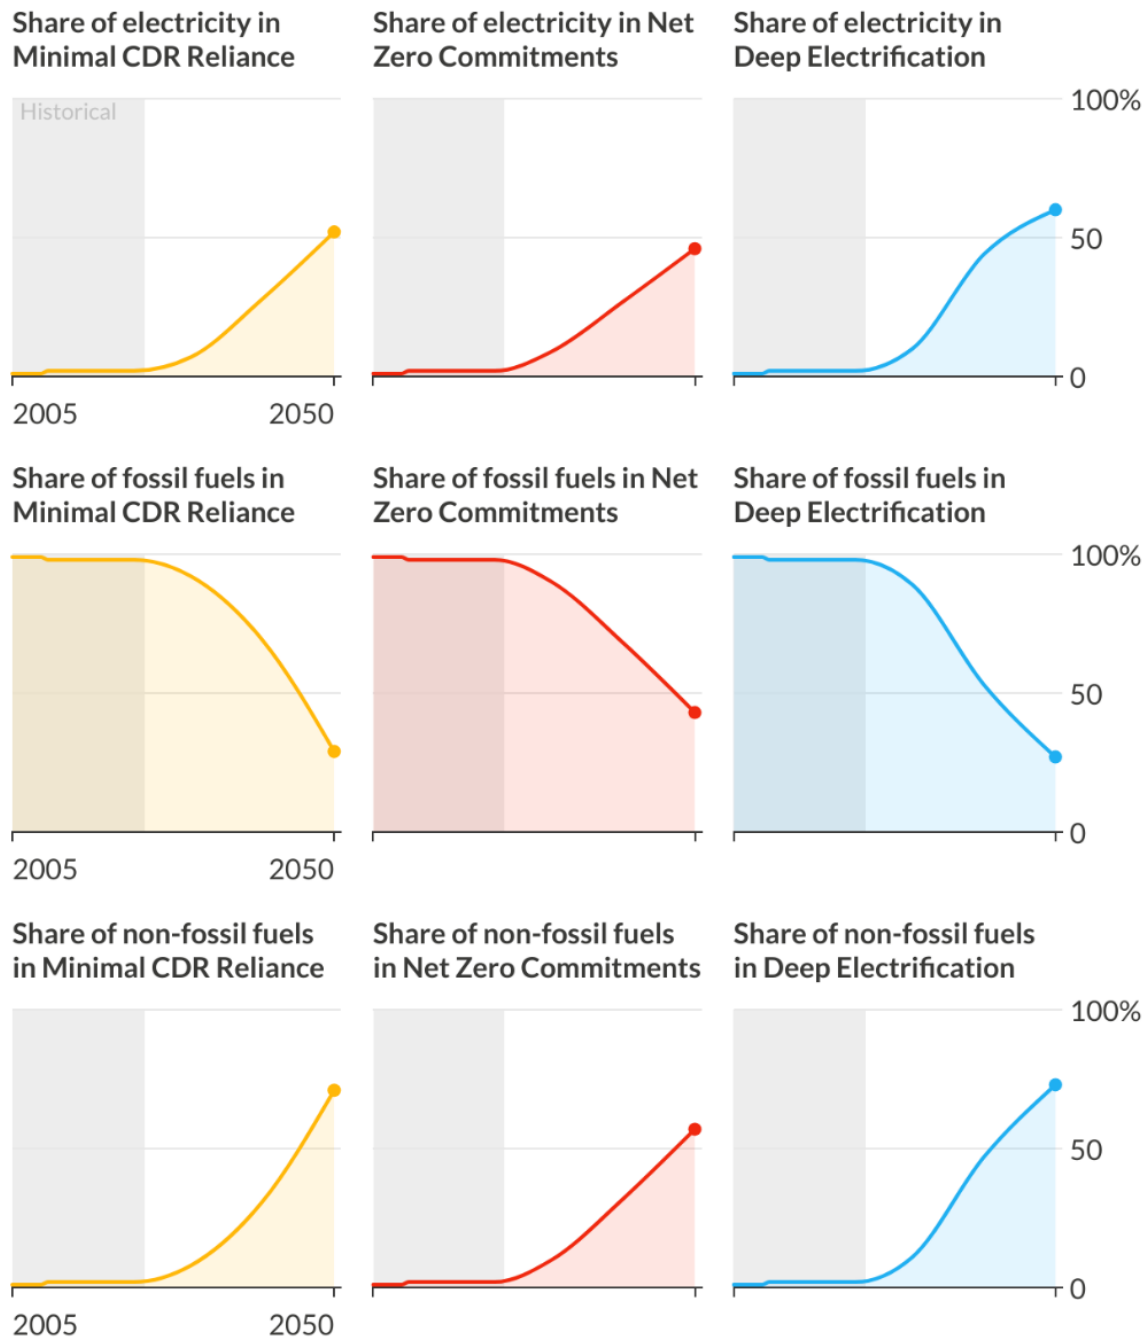 Share of electricity in
Minimal CDR Reliance
Share of electricity in Net
Zero Commitments
Share of electricity in
Deep Electrification
Historical
100%
50
0
2005
2050
Share of fossil fuels in
Minimal CDR Reliance
Share of fossil fuels in Net
Zero Commitments
Share of fossil fuels in
Deep Electrification
100%
50
0
2005
2050
Share of non-fossil fuels
in Minimal CDR Reliance
Share of non-fossil fuels
in Net Zero Commitments
Share of non-fossil fuels
in Deep Electrification
100%
50
0
2005
2050